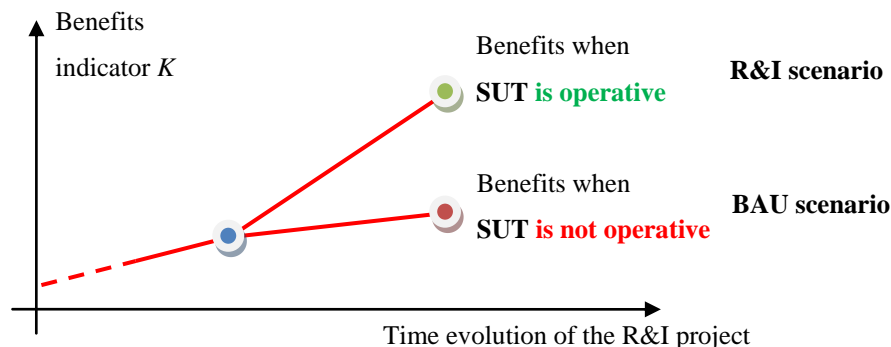 Benefits
indicator K
Benefits when
SUT is operative
R&I scenario
Benefits when
SUT is not operative
BAU scenario
Time evolution of the R&I project